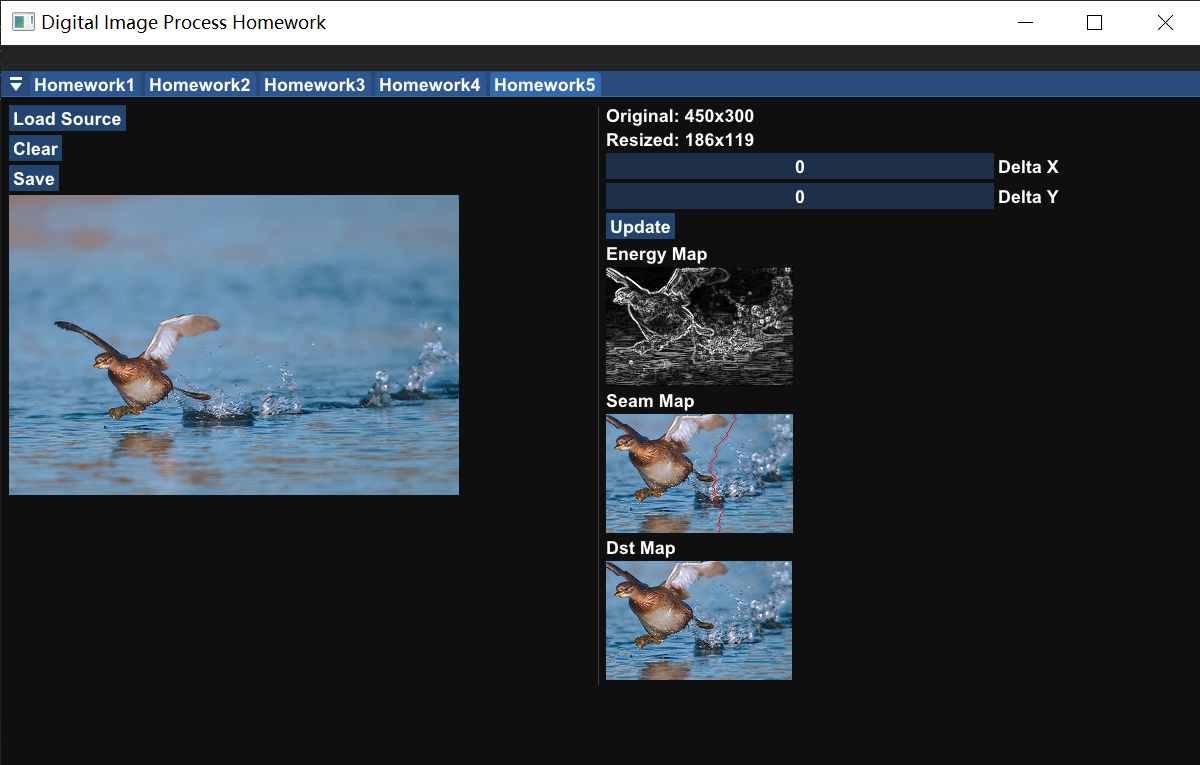 Digital Image Process Homework
Homework1 Homework2 Homework3 Homework4 Homework5
Load Source
Clear
Save
Original: 450x300
Resized: 186x119
0 Delta X
0 Delta Y
Update
Energy Map
Seam Map
Dst Map